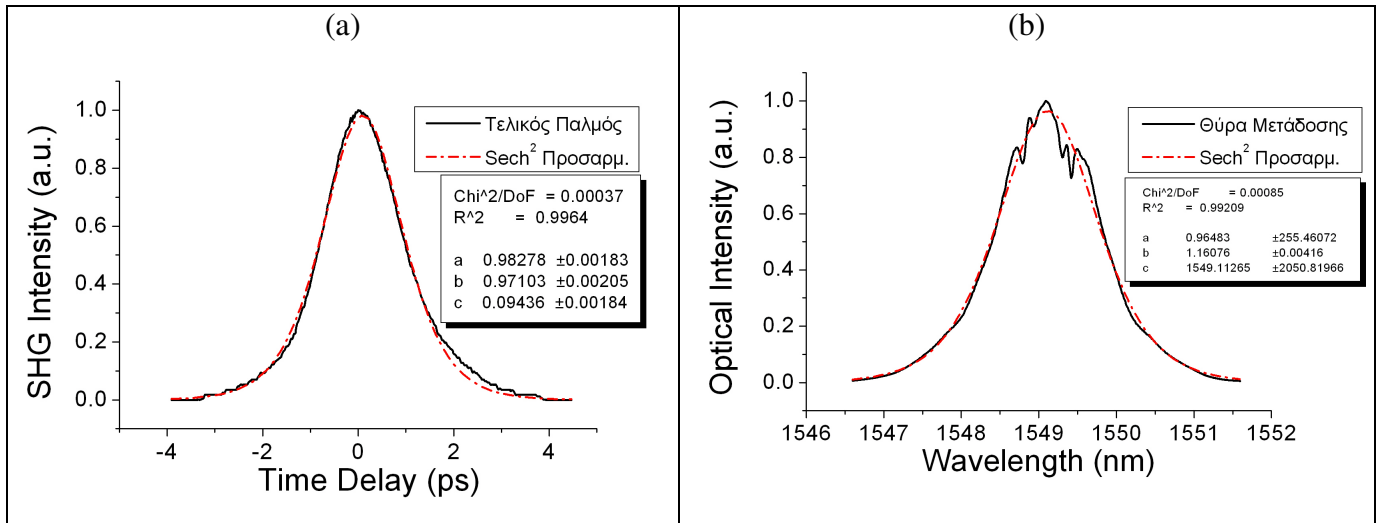 (a)
1.0
0.8
0.6
0.4
0.2
0.0
SHG Intensity (a.u.)
-4 -2 0 2 4
Time Delay (ps)
Τελικός Παλμός
Sech² Προσαρμ.
Chi^2/DoF = 0.00037
R^2 = 0.9964
a 0.98278 ±0.00183
b 0.97103 ±0.00205
c 0.09436 ±0.00184
(b)
1.0
0.8
0.6
0.4
0.2
0.0
Optical Intensity (a.u.)
1546 1547 1548 1549 1550 1551 1552
Wavelength (nm)
Θύρα Μετάδοσης
Sech² Προσαρμ.
Chi^2/DoF = 0.00085
R^2 = 0.99209
a 0.96483 ±255.46072
b 1.16076 ±0.00416
c 1549.11265 ±2050.81966